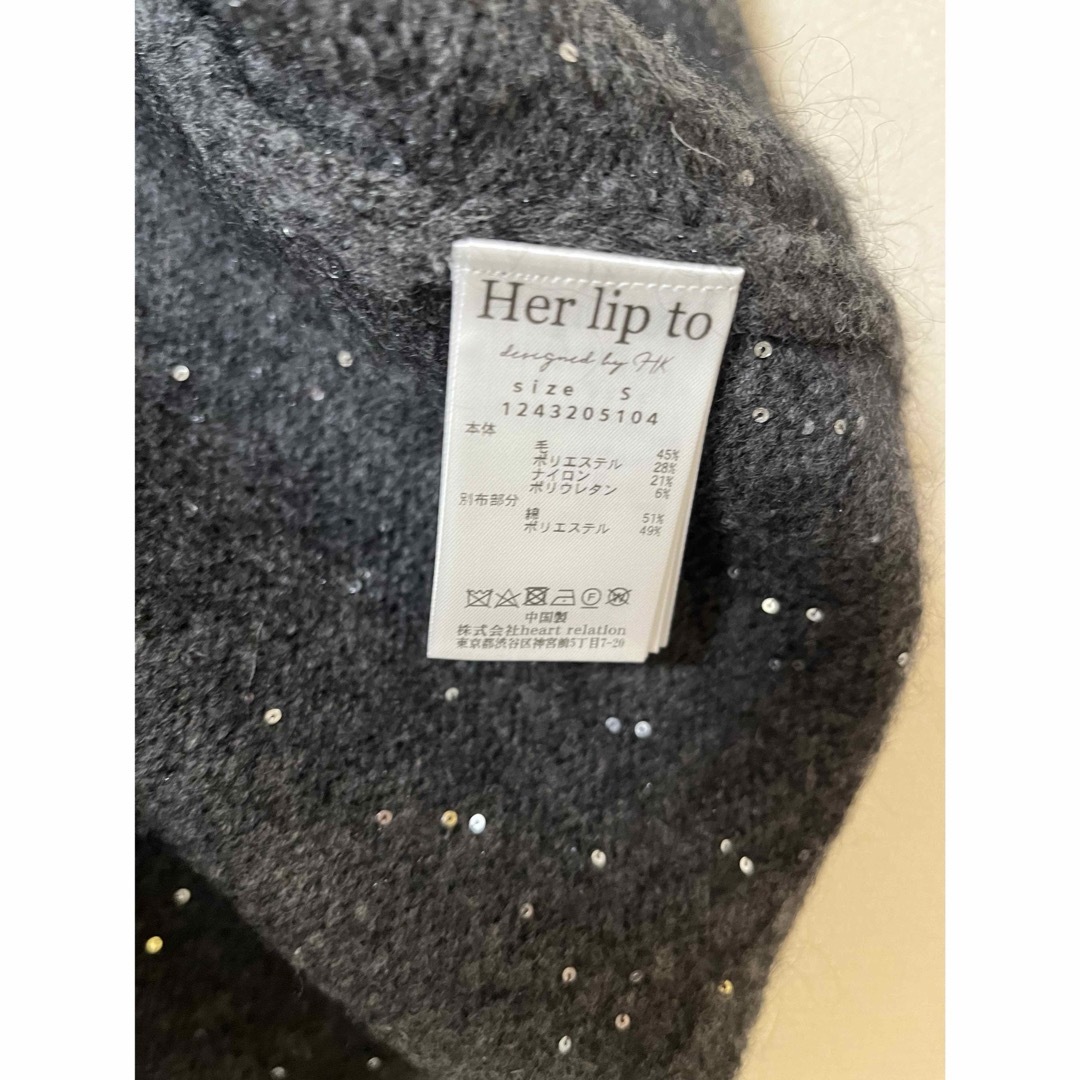 Her lip to
designed by HK
size S
1243205104
本体
毛 45%
ポリエステル 28%
ナイロン 21%
ポリウレタン 6%
別布部分
綿 51%
ポリエステル 49%
中国製
株式会社heart relation
東京都渋谷区神宮前5丁目7-20